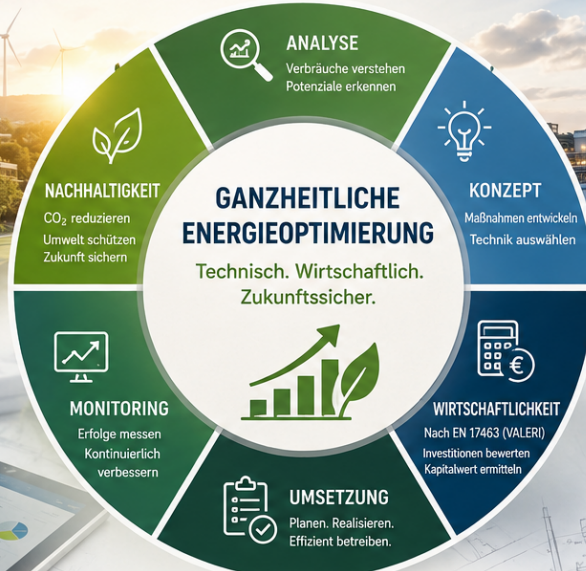 GANZHEITLICHE
ENERGIEOPTIMIERUNG
Technisch. Wirtschaftlich.
Zukunftssicher.
ANALYSE
Verbräuche verstehen
Potenziale erkennen
KONZEPT
Maßnahmen entwickeln
Technik auswählen
WIRTSCHAFTLICHKEIT
Nach EN 17463 (VALERI)
Investitionen bewerten
Kapitalwert ermitteln
UMSETZUNG
Planen. Realisieren.
Effizient betreiben.
MONITORING
Erfolge messen
Kontinuierlich
verbessern
NACHHALTIGKEIT
CO₂ reduzieren
Umwelt schützen
Zukunft sichern